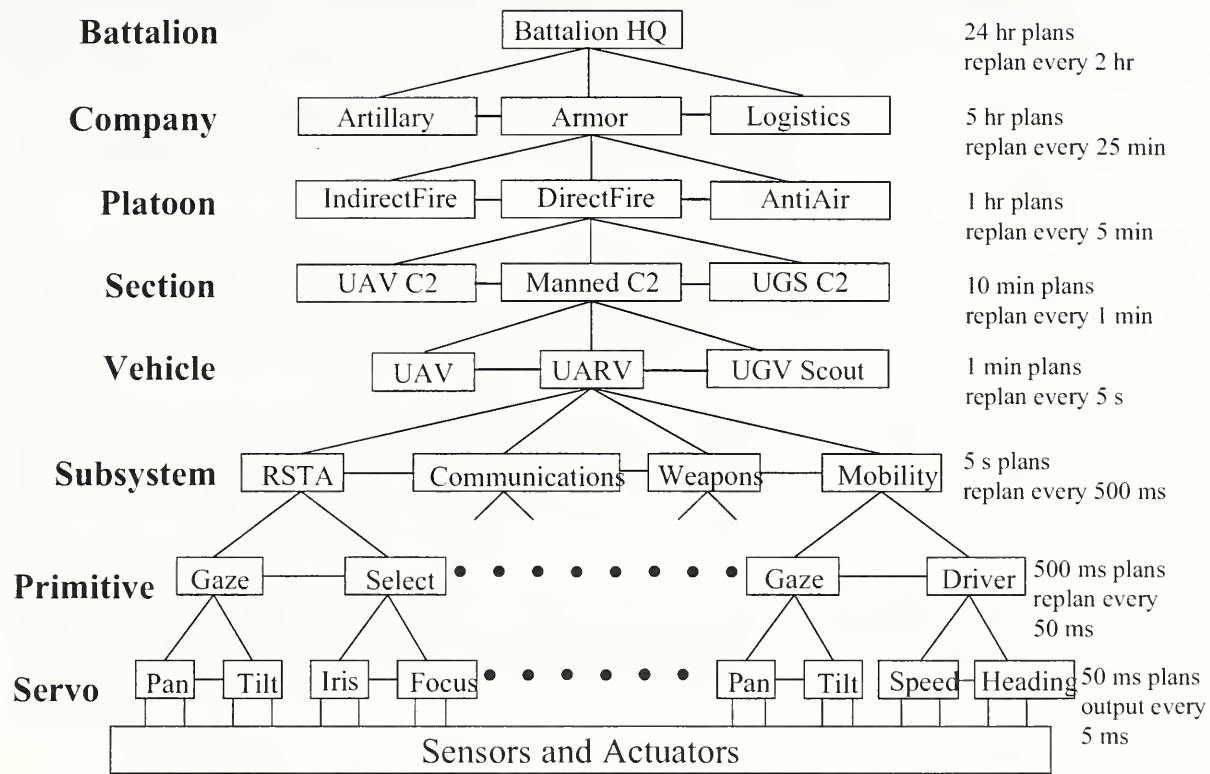 Battalion
Battalion HQ
24 hr plans
replan every 2 hr
Company
Artillary
Armor
Logistics
5 hr plans
replan every 25 min
Platoon
IndirectFire
DirectFire
AntiAir
1 hr plans
replan every 5 min
Section
UAV C2
Manned C2
UGS C2
10 min plans
replan every 1 min
Vehicle
UAV
UARV
UGV Scout
1 min plans
replan every 5 s
Subsystem
RSTA
Communications
Weapons
Mobility
5 s plans
replan every 500 ms
Primitive
Gaze
Select
Gaze
Driver
500 ms plans
replan every
50 ms
Servo
Pan
Tilt
Iris
Focus
Pan
Tilt
Speed
Heading
50 ms plans
output every
5 ms
Sensors and Actuators